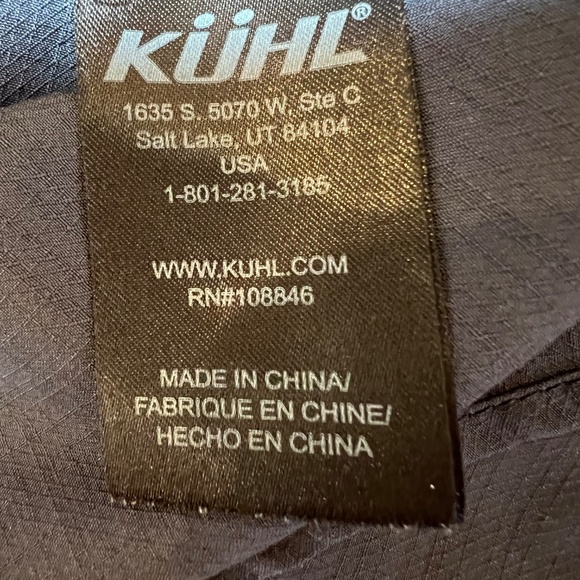 KÜHL®
1635 S. 5070 W, Ste C
Salt Lake, UT 84104
USA
1-801-281-3185
WWW.KUHL.COM
RN#108846
MADE IN CHINA/
FABRIQUE EN CHINE/
HECHO EN CHINA